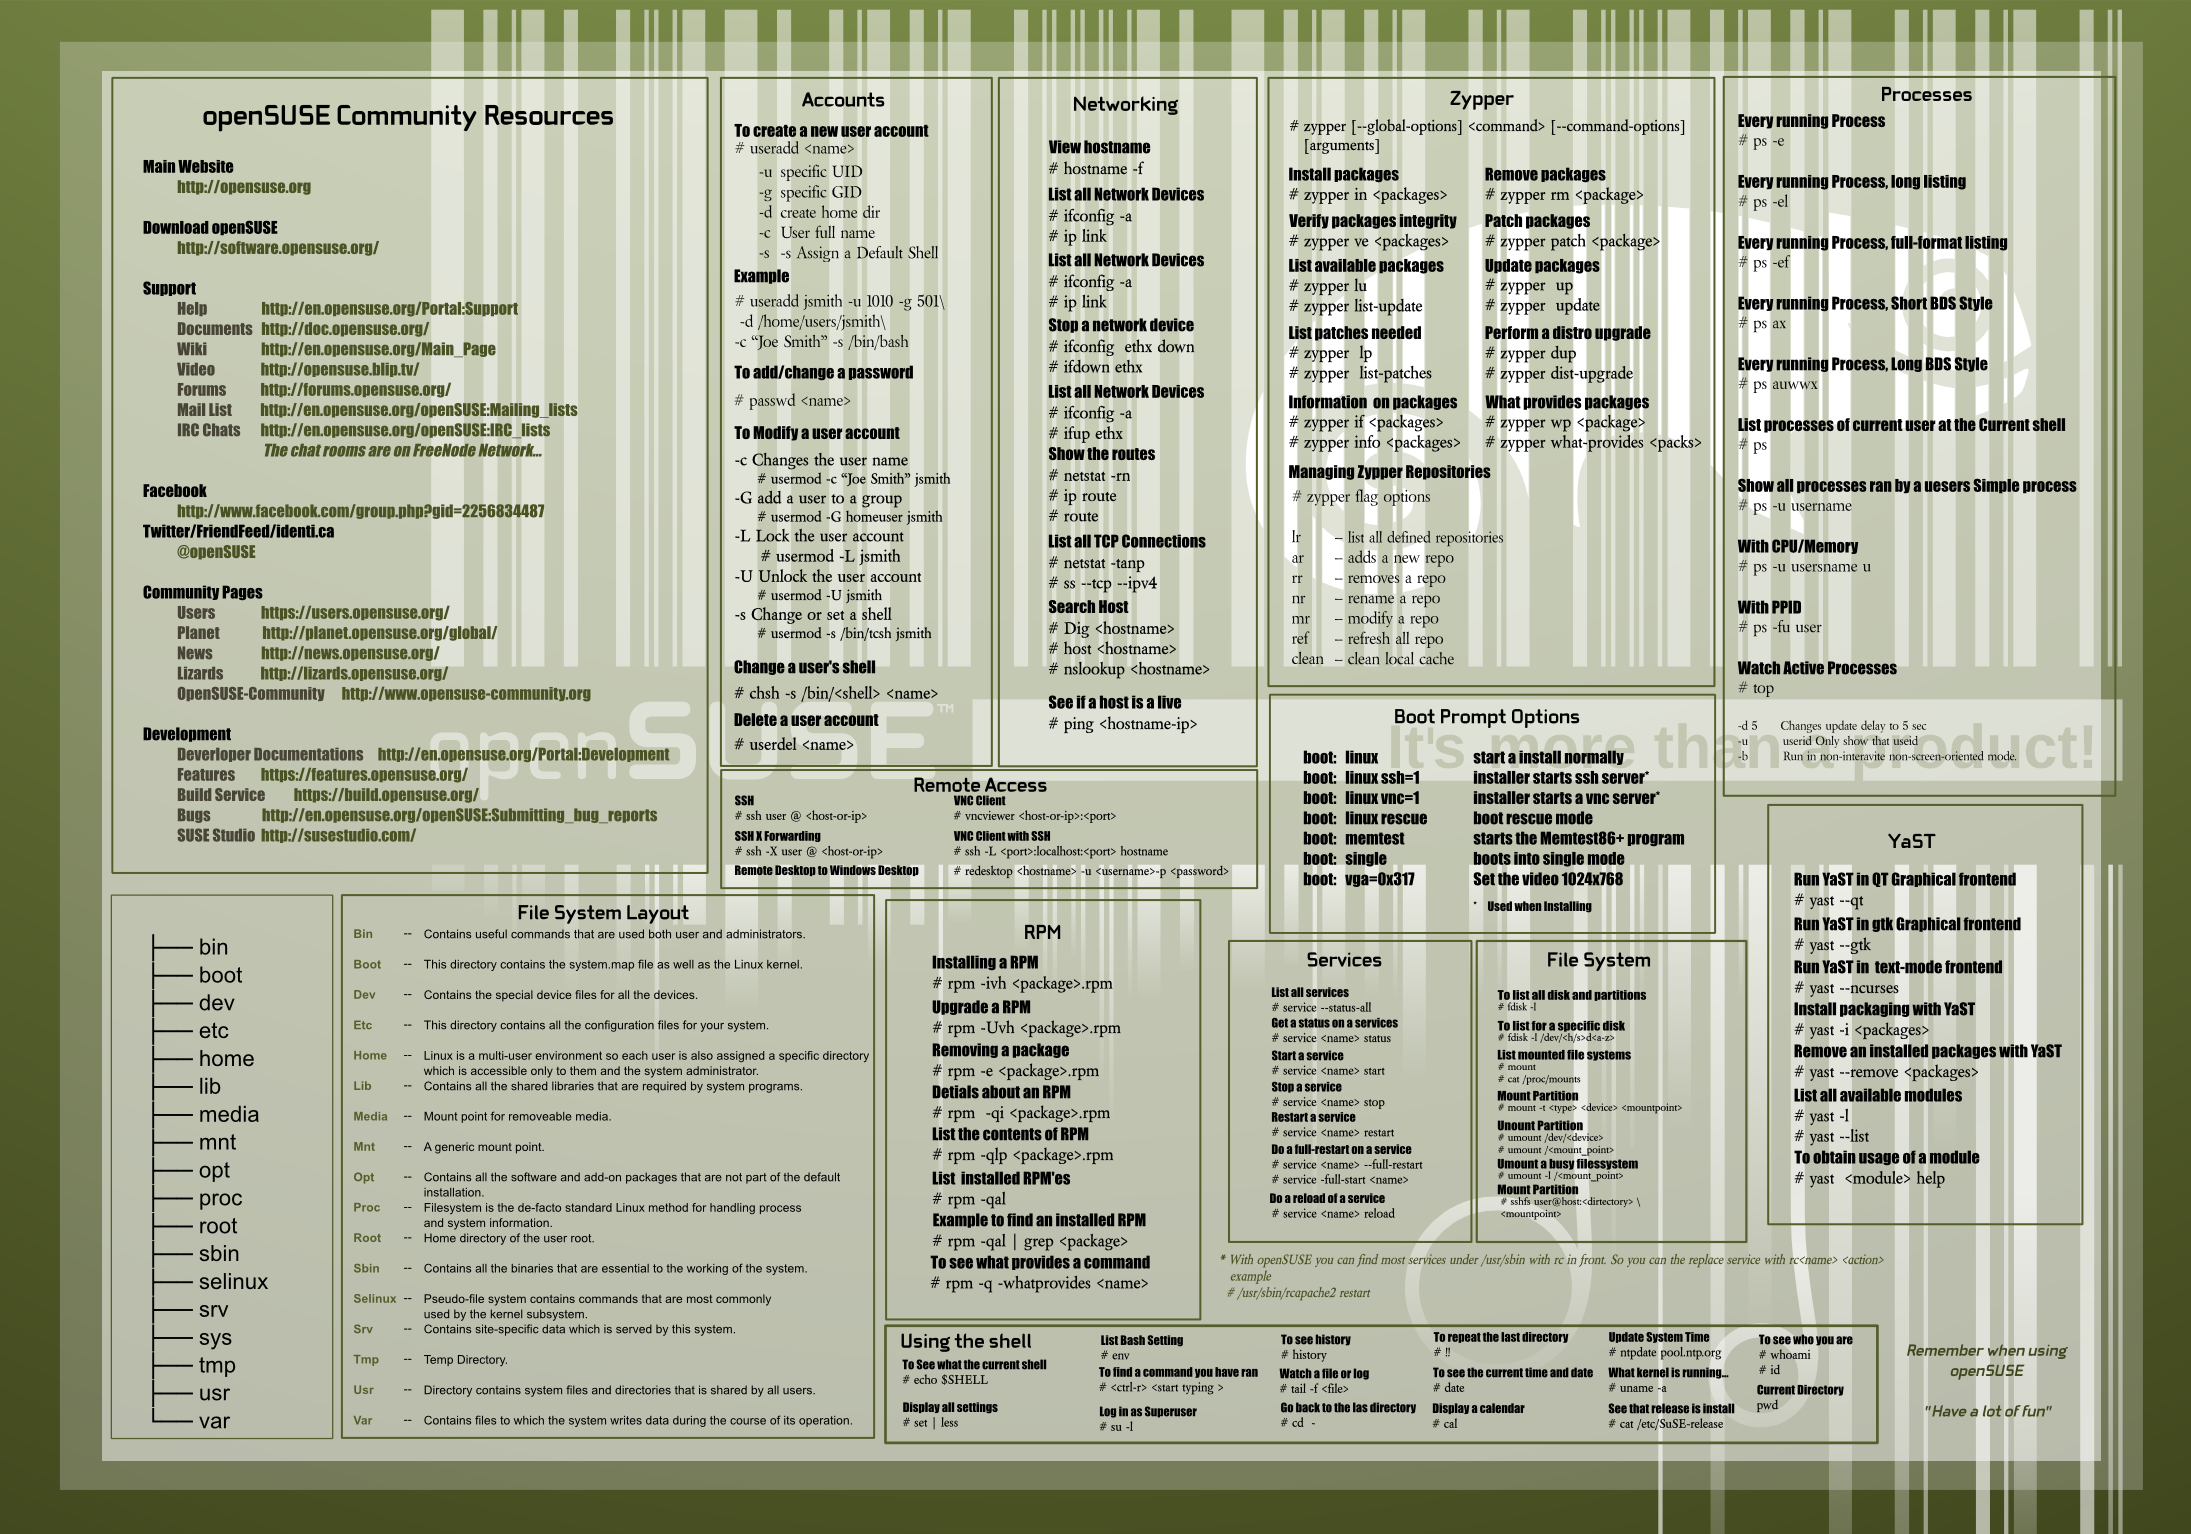 openSUSE Community Resources
Main Website
http://opensuse.org
Download openSUSE
http://software.opensuse.org/
Support
Help http://en.opensuse.org/Portal:Support
Documents http://doc.opensuse.org/
Wiki http://en.opensuse.org/Main_Page
Video http://opensuse.blip.tv/
Forums http://forums.opensuse.org/
Mail List http://en.opensuse.org/openSUSE:Mailing_lists
IRC Chats http://en.opensuse.org/openSUSE:IRC_lists
The chat rooms are on FreeNode Network...
Facebook
http://www.facebook.com/group.php?gid=2256834487
Twitter/FriendFeed/identi.ca
@openSUSE
Community Pages
Users https://users.opensuse.org/
Planet http://planet.opensuse.org/global/
News http://news.opensuse.org/
Lizards http://lizards.opensuse.org/
OpenSUSE-Community http://www.opensuse-community.org
Development
Deverloper Documentations http://en.opensuse.org/Portal:Development
Features https://features.opensuse.org/
Build Service https://build.opensuse.org/
Bugs http://en.opensuse.org/openSUSE:Submitting_bug_reports
SUSE Studio http://susestudio.com/
Accounts
To create a new user account
# useradd <name>
-u specific UID
-g specific GID
-d create home dir
-c User full name
-s -s Assign a Default Shell
Example
# useradd jsmith -u 1010 -g 501\
-d /home/users/jsmith\
-c “Joe Smith” -s /bin/bash
To add/change a password
# passwd <name>
To Modify a user account
-c Changes the user name
# usermod -c “Joe Smith” jsmith
-G add a user to a group
# usermod -G homeuser jsmith
-L Lock the user account
# usermod -L jsmith
-U Unlock the user account
# usermod -U jsmith
-s Change or set a shell
# usermod -s /bin/tcsh jsmith
Change a user's shell
# chsh -s /bin/<shell> <name>
Delete a user account
# userdel <name>
Networking
View hostname
# hostname -f
List all Network Devices
# ifconfig -a
# ip link
List all Network Devices
# ifconfig -a
# ip link
Stop a network device
# ifconfig ethx down
# ifdown ethx
List all Network Devices
# ifconfig -a
# ifup ethx
Show the routes
# netstat -rn
# ip route
# route
List all TCP Connections
# netstat -tanp
# ss --tcp --ipv4
Search Host
# Dig <hostname>
# host <hostname>
# nslookup <hostname>
See if a host is a live
# ping <hostname-ip>
Zypper
# zypper [--global-options] <command> [--command-options]
[arguments]
Install packages
# zypper in <packages>
Verify packages integrity
# zypper ve <packages>
List available packages
# zypper lu
# zypper list-update
List patches needed
# zypper lp
# zypper list-patches
Information on packages
# zypper if <packages>
# zypper info <packages>
Remove packages
# zypper rm <package>
Patch packages
# zypper patch <package>
Update packages
# zypper up
# zypper update
Perform a distro upgrade
# zypper dup
# zypper dist-upgrade
What provides packages
# zypper wp <package>
# zypper what-provides <packs>
Managing Zypper Repositories
# zypper flag options
lr – list all defined repositories
ar – adds a new repo
rr – removes a repo
nr – rename a repo
mr – modify a repo
ref – refresh all repo
clean – clean local cache
Processes
Every running Process
# ps -e
Every running Process, long listing
# ps -el
Every running Process, full-format listing
# ps -ef
Every running Process, Short BDS Style
# ps ax
Every running Process, Long BDS Style
# ps auwwx
List processes of current user at the Current shell
# ps
Show all processes ran by a uesers Simple process
# ps -u username
With CPU/Memory
# ps -u usersname u
With PPID
# ps -fu user
Watch Active Processes
# top
-d 5 Changes update delay to 5 sec
-u userid Only show that useid
-b Run in non-interavite non-screen-oriented mode.
openSUSE™
It's more than a product!
Remote Access
SSH
# ssh user @ <host-or-ip>
SSH X Forwarding
# ssh -X user @ <host-or-ip>
Remote Desktop to Windows Desktop
VNC Client
# vncviewer <host-or-ip>:<port>
VNC Client with SSH
# ssh -L <port>:localhost:<port> hostname
# redesktop <hostname> -u <username>-p <password>
Boot Prompt Options
boot: linux start a install normally
boot: linux ssh=1 installer starts ssh server*
boot: linux vnc=1 installer starts a vnc server*
boot: linux rescue boot rescue mode
boot: memtest starts the Memtest86+ program
boot: single boots into single mode
boot: vga=0x317 Set the video 1024x768
* Used when Installing
YaST
Run YaST in QT Graphical frontend
# yast --qt
Run YaST in gtk Graphical frontend
# yast --gtk
Run YaST in text-mode frontend
# yast --ncurses
Install packaging with YaST
# yast -i <packages>
Remove an installed packages with YaST
# yast --remove <packages>
List all available modules
# yast -l
# yast --list
To obtain usage of a module
# yast <module> help
bin
boot
dev
etc
home
lib
media
mnt
opt
proc
root
sbin
selinux
srv
sys
tmp
usr
var
File System Layout
Bin -- Contains useful commands that are used both user and administrators.
Boot -- This directory contains the system.map file as well as the Linux kernel.
Dev -- Contains the special device files for all the devices.
Etc -- This directory contains all the configuration files for your system.
Home -- Linux is a multi-user environment so each user is also assigned a specific directory
which is accessible only to them and the system administrator.
Lib -- Contains all the shared libraries that are required by system programs.
Media -- Mount point for removeable media.
Mnt -- A generic mount point.
Opt -- Contains all the software and add-on packages that are not part of the default
installation.
Proc -- Filesystem is the de-facto standard Linux method for handling process
and system information.
Root -- Home directory of the user root.
Sbin -- Contains all the binaries that are essential to the working of the system.
Selinux -- Pseudo-file system contains commands that are most commonly
used by the kernel subsystem.
Srv -- Contains site-specific data which is served by this system.
Tmp -- Temp Directory.
Usr -- Directory contains system files and directories that is shared by all users.
Var -- Contains files to which the system writes data during the course of its operation.
RPM
Installing a RPM
# rpm -ivh <package>.rpm
Upgrade a RPM
# rpm -Uvh <package>.rpm
Removing a package
# rpm -e <package>.rpm
Detials about an RPM
# rpm -qi <package>.rpm
List the contents of RPM
# rpm -qlp <package>.rpm
List installed RPM'es
# rpm -qal
Example to find an installed RPM
# rpm -qal | grep <package>
To see what provides a command
# rpm -q -whatprovides <name>
Services
List all services
# service --status-all
Get a status on a services
# service <name> status
Start a service
# service <name> start
Stop a service
# service <name> stop
Restart a service
# service <name> restart
Do a full-restart on a service
# service <name> --full-restart
# service -full-start <name>
Do a reload of a service
# service <name> reload
File System
To list all disk and partitions
# fdisk -l
To list for a specific disk
# fdisk -l /dev/<h/s>d<a-z>
List mounted file systems
# mount
# cat /proc/mounts
Mount Partition
# mount -t <type> <device> <mountpoint>
Unount Partition
# umount /dev/<device>
# umount /<mount_point>
Umount a busy filessystem
# umount -l /<mount_point>
Mount Partition
# sshfs user@host:<dirtectory> \
<mountpoint>
* With openSUSE you can find most services under /usr/sbin with rc in front. So you can the replace service with rc<name> <action>
example
# /usr/sbin/rcapache2 restart
Using the shell
To See what the current shell
# echo $SHELL
Display all settings
# set | less
List Bash Setting
# env
To find a command you have ran
# <ctrl-r> <start typing >
Log in as Superuser
# su -l
To see history
# history
Watch a file or log
# tail -f <file>
Go back to the las directory
# cd -
To repeat the last directory
# !!
To see the current time and date
# date
Display a calendar
# cal
Update System Time
# ntpdate pool.ntp.org
What kernel is running...
# uname -a
See that release is install
# cat /etc/SuSE-release
To see who you are
# whoami
# id
Current Directory
pwd
Remember when using
openSUSE
"Have a lot of fun"